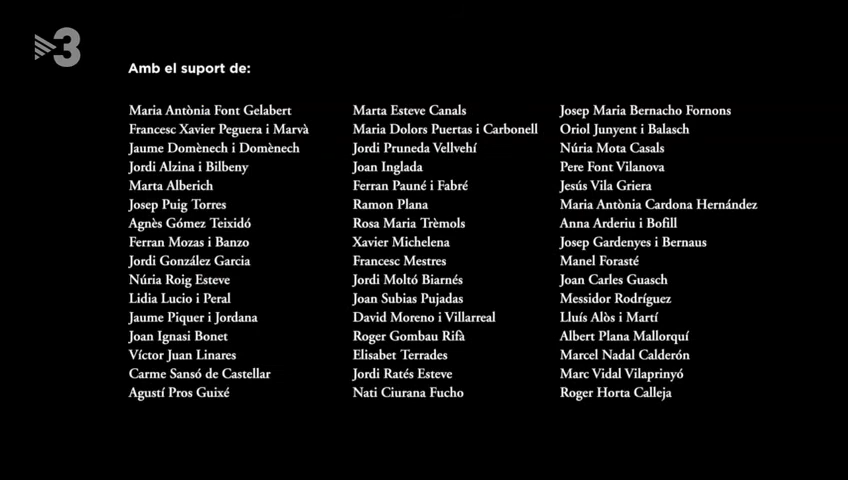 3
Amb el suport de:
Maria Antònia Font Gelabert
Francesc Xavier Peguera i Marvà
Jaume Domènech i Domènech
Jordi Alzina i Bilbeny
Marta Alberich
Josep Puig Torres
Agnès Gómez Teixidó
Ferran Mozas i Banzo
Jordi González Garcia
Núria Roig Esteve
Lidia Lucio i Peral
Jaume Piquer i Jordana
Joan Ignasi Bonet
Víctor Juan Linares
Carme Sansó de Castellar
Agustí Pros Guixé
Marta Esteve Canals
Maria Dolors Puertas i Carbonell
Jordi Pruneda Vellvehí
Joan Inglada
Ferran Pauné i Fabré
Ramon Plana
Rosa Maria Trèmols
Xavier Michelena
Francesc Mestres
Jordi Moltó Biarnés
Joan Subias Pujadas
David Moreno i Villarreal
Roger Gombau Rifà
Elisabet Terrades
Jordi Ratés Esteve
Nati Ciurana Fucho
Josep Maria Bernacho Fornons
Oriol Junyent i Balasch
Núria Mota Casals
Pere Font Vilanova
Jesús Vila Griera
Maria Antònia Cardona Hernández
Anna Arderiu i Bofill
Josep Gardenyes i Bernaus
Manel Forasté
Joan Carles Guasch
Messidor Rodríguez
Lluís Alòs i Martí
Albert Plana Mallorquí
Marcel Nadal Calderón
Marc Vidal Vilaprinyó
Roger Horta Calleja